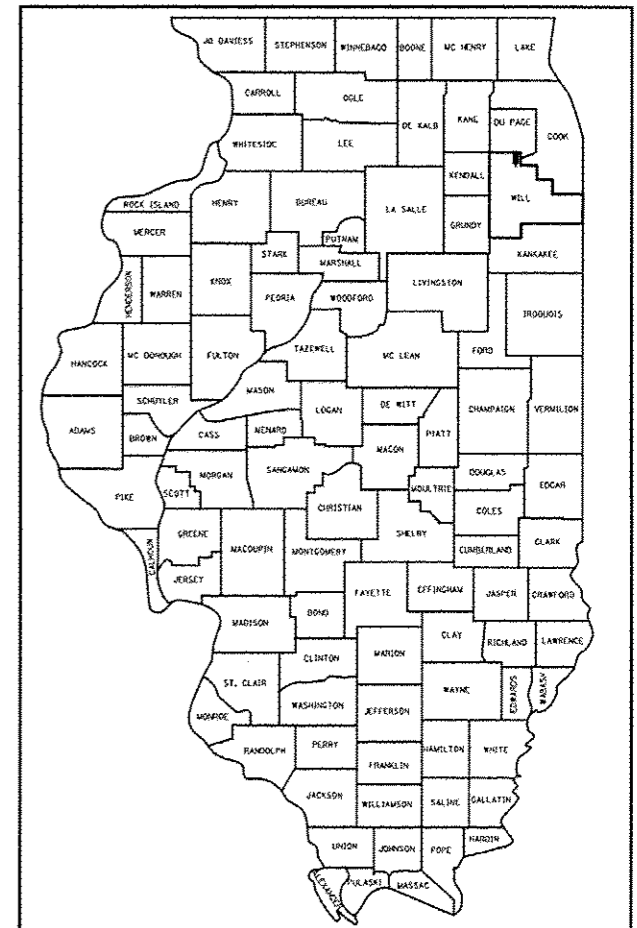 JO DAVIESS
STEPHENSON
WINNEBAGO
BOONE
MC HENRY
LAKE
CARROLL
OGLE
DE KALB
KANE
DU PAGE
COOK
WHITESIDE
LEE
KENDALL
WILL
ROCK ISLAND
HENRY
BUREAU
LA SALLE
GRUNDY
MERCER
PUTNAM
STARK
MARSHALL
KANKAKEE
HENDERSON
WARREN
KNOX
PEORIA
WOODFORD
LIVINGSTON
IROQUOIS
HANCOCK
MC DONOUGH
FULTON
TAZEWELL
MC LEAN
FORD
SCHUYLER
MASON
LOGAN
DE WITT
CHAMPAIGN
VERMILION
ADAMS
BROWN
CASS
MENARD
MACON
PIATT
PIKE
SCOTT
MORGAN
SANGAMON
CHRISTIAN
MOULTRIE
DOUGLAS
EDGAR
COLES
CALHOUN
GREENE
MACOUPIN
MONTGOMERY
SHELBY
CUMBERLAND
CLARK
JERSEY
FAYETTE
EFFINGHAM
JASPER
CRAWFORD
MADISON
BOND
CLAY
RICHLAND
LAWRENCE
CLINTON
MARION
ST. CLAIR
WASHINGTON
WAYNE
EDWARDS
WABASH
MONROE
JEFFERSON
RANDOLPH
PERRY
HAMILTON
WHITE
FRANKLIN
JACKSON
WILLIAMSON
SALINE
GALLATIN
UNION
JOHNSON
POPE
HARDIN
ALEXANDER
PULASKI
MASSAC